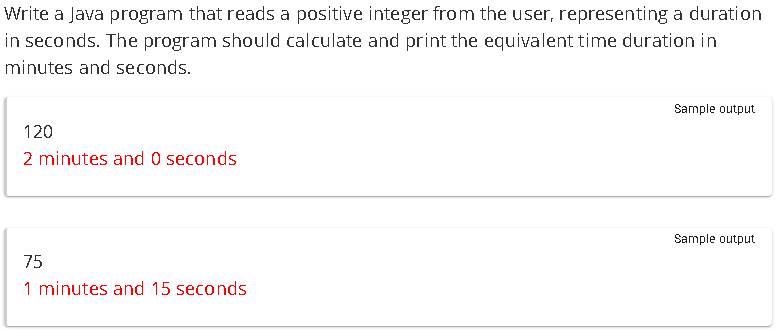 Write a Java program that reads a positive integer from the user, representing a duration
in seconds. The program should calculate and print the equivalent time duration in
minutes and seconds.
Sample output
120
2 minutes and 0 seconds
Sample output
75
1 minutes and 15 seconds